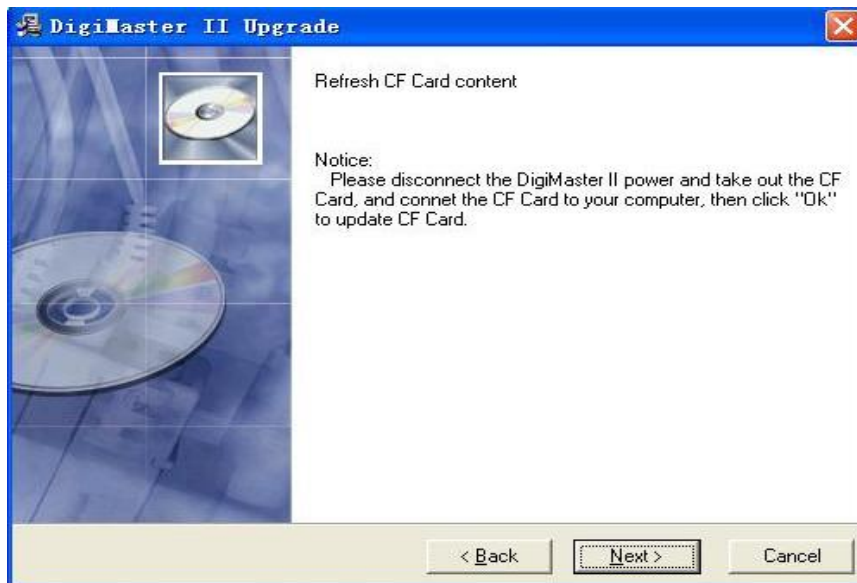 DigiMaster II Upgrade
Refresh CF Card content
Notice:
Please disconnect the DigiMaster II power and take out the CF
Card, and connet the CF Card to your computer, then click "Ok"
to update CF Card.
< Back
Next >
Cancel